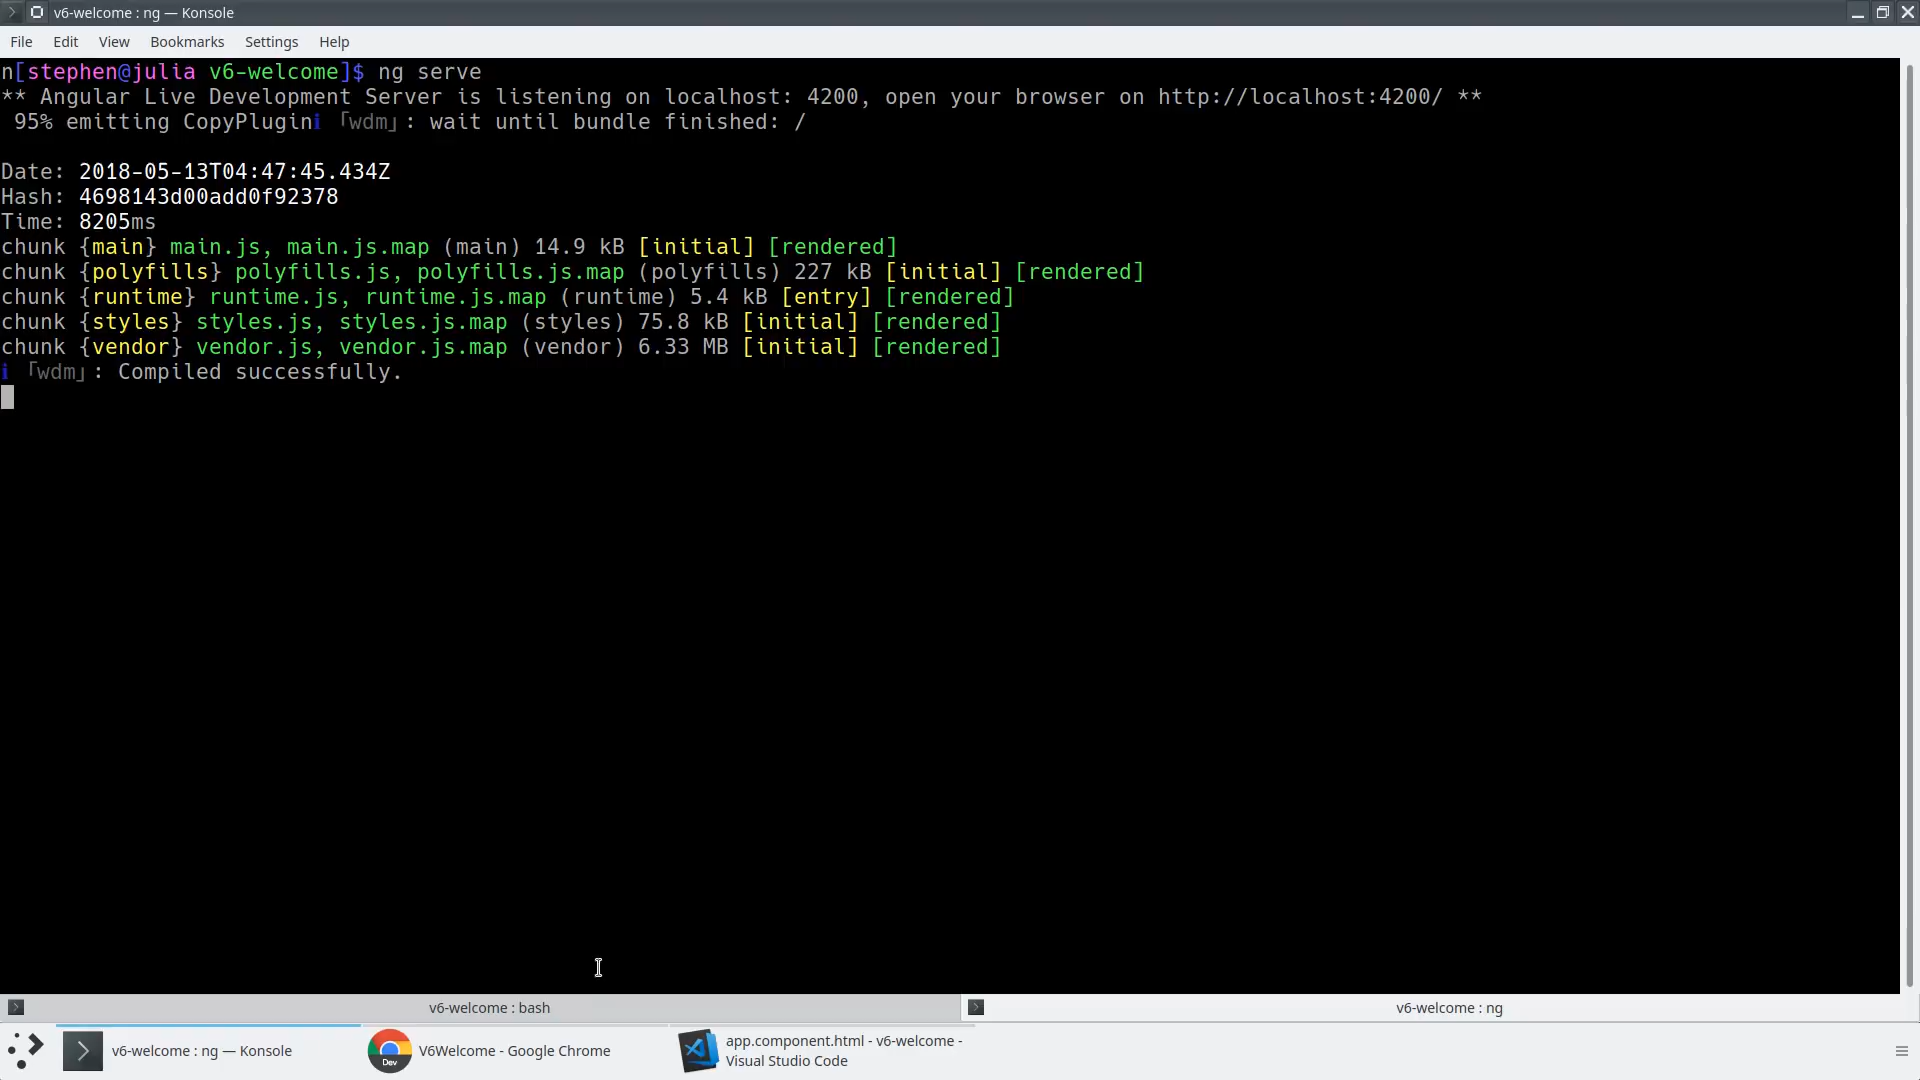 v6-welcome : ng — Konsole
File Edit View Bookmarks Settings Help
n[stephen@julia v6-welcome]$ ng serve
** Angular Live Development Server is listening on localhost: 4200, open your browser on http://localhost:4200/ **
95% emitting CopyPluginℹ 「wdm」: wait until bundle finished: /
Date: 2018-05-13T04:47:45.434Z
Hash: 4698143d00add0f92378
Time: 8205ms
chunk {main} main.js, main.js.map (main) 14.9 kB [initial] [rendered]
chunk {polyfills} polyfills.js, polyfills.js.map (polyfills) 227 kB [initial] [rendered]
chunk {runtime} runtime.js, runtime.js.map (runtime) 5.4 kB [entry] [rendered]
chunk {styles} styles.js, styles.js.map (styles) 75.8 kB [initial] [rendered]
chunk {vendor} vendor.js, vendor.js.map (vendor) 6.33 MB [initial] [rendered]
ℹ 「wdm」: Compiled successfully.
v6-welcome : bash
v6-welcome : ng
v6-welcome : ng — Konsole
Dev
V6Welcome - Google Chrome
app.component.html - v6-welcome -
Visual Studio Code